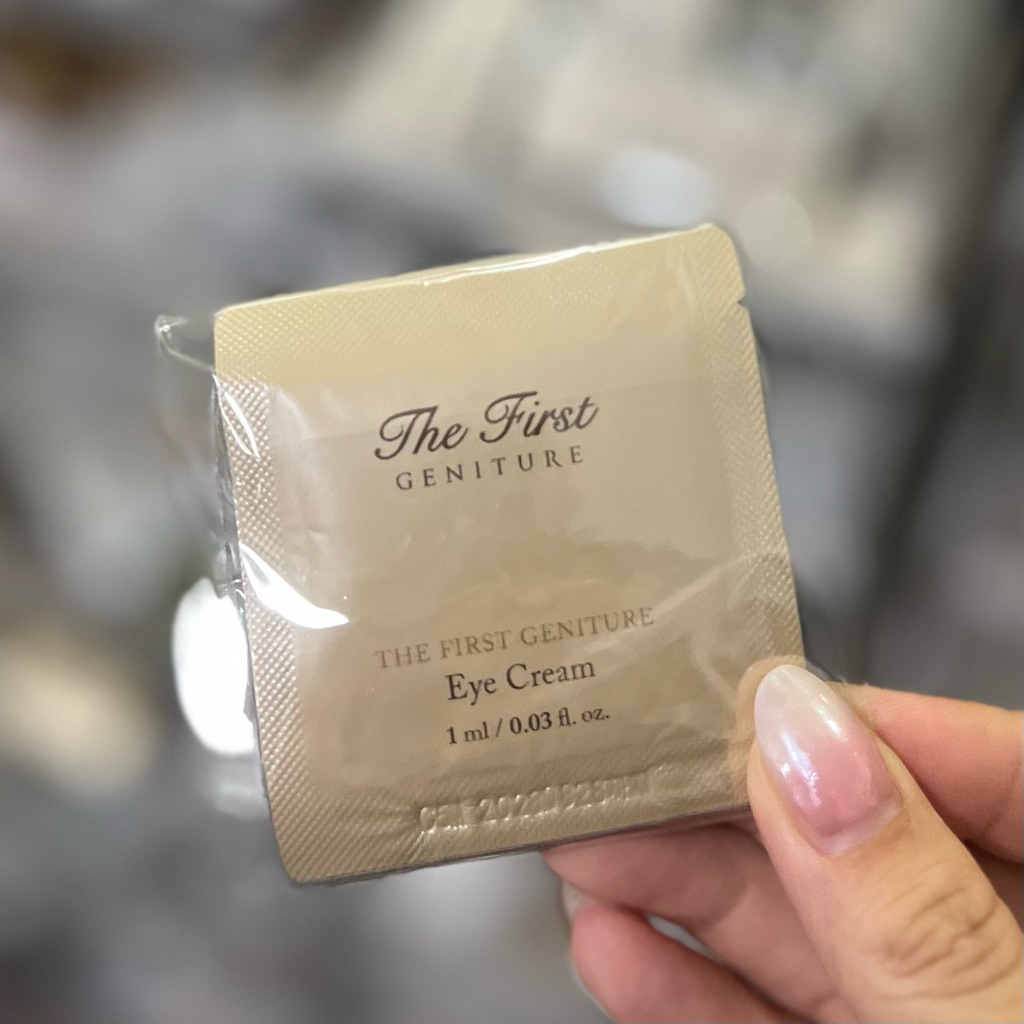 The First
GENITURE
THE FIRST GENITURE
Eye Cream
1 ml / 0.03 fl. oz.